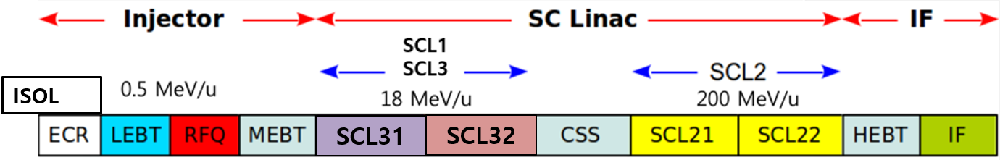 Injector
SC Linac
IF
SCL1
SCL3
SCL2
ISOL
0.5 MeV/u
18 MeV/u
200 MeV/u
ECR LEBT RFQ MEBT SCL31 SCL32 CSS SCL21 SCL22 HEBT IF